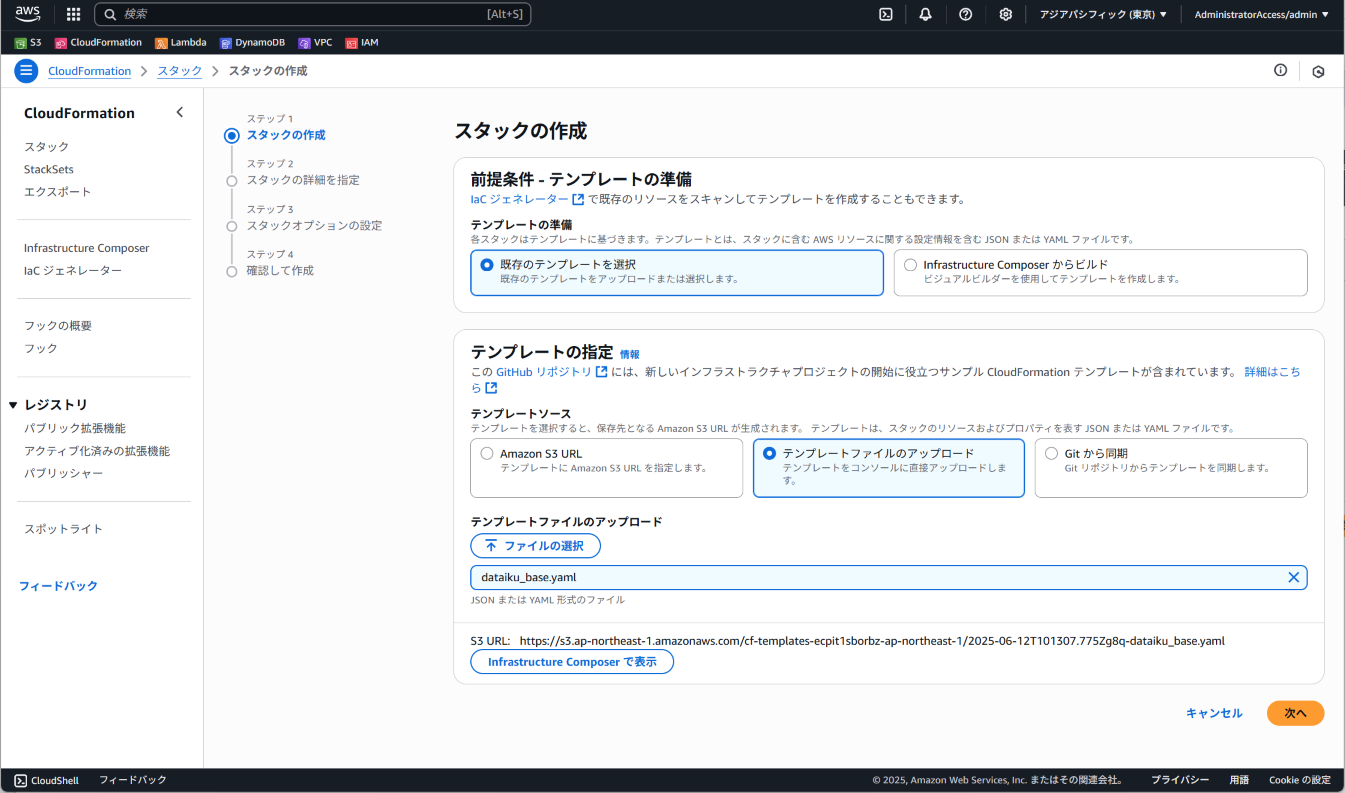 aws
検索 [Alt+S]
アジアパシフィック (東京) ▼
AdministratorAccess/admin ▼
S3 CloudFormation Lambda DynamoDB VPC IAM
CloudFormation > スタック > スタックの作成
CloudFormation
スタック
StackSets
エクスポート
Infrastructure Composer
IaC ジェネレーター
フックの概要
フック
▼ レジストリ
パブリック拡張機能
アクティブ化済みの拡張機能
パブリッシャー
スポットライト
フィードバック
ステップ 1
スタックの作成
ステップ 2
スタックの詳細を指定
ステップ 3
スタックオプションの設定
ステップ 4
確認して作成
スタックの作成
前提条件 - テンプレートの準備
IaC ジェネレーター で既存のリソースをスキャンしてテンプレートを作成することもできます。
テンプレートの準備
各スタックはテンプレートに基づきます。テンプレートとは、スタックに含む AWS リソースに関する設定情報を含む JSON または YAML ファイルです。
既存のテンプレートを選択
既存のテンプレートをアップロードまたは選択します。
Infrastructure Composer からビルド
ビジュアルビルダーを使用してテンプレートを作成します。
テンプレートの指定 情報
この GitHub リポジトリ には、新しいインフラストラクチャプロジェクトの開始に役立つサンプル CloudFormation テンプレートが含まれています。 詳細はこち
ら
テンプレートソース
テンプレートを選択すると、保存先となる Amazon S3 URL が生成されます。 テンプレートは、スタックのリソースおよびプロパティを表す JSON または YAML ファイルです。
Amazon S3 URL
テンプレートに Amazon S3 URL を指定します。
テンプレートファイルのアップロード
テンプレートをコンソールに直接アップロードしま
す。
Git から同期
Git リポジトリからテンプレートを同期します。
テンプレートファイルのアップロード
ファイルの選択
dataiku_base.yaml
JSON または YAML 形式のファイル
S3 URL: https://s3.ap-northeast-1.amazonaws.com/cf-templates-ecpit1sborbz-ap-northeast-1/2025-06-12T101307.775Zg8q-dataiku_base.yaml
Infrastructure Composer で表示
キャンセル 次へ
CloudShell フィードバック
© 2025, Amazon Web Services, Inc. またはその関連会社。 プライバシー 用語 Cookie の設定